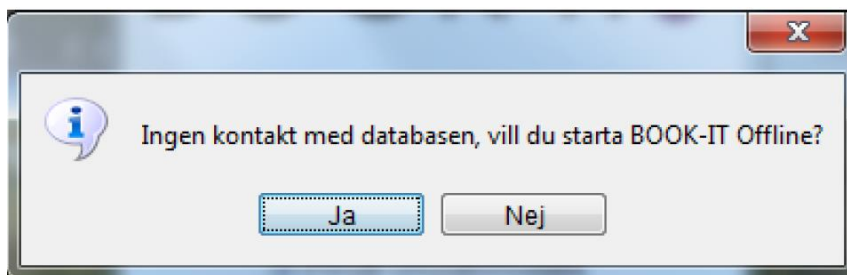 Ingen kontakt med databasen, vill du starta BOOK-IT Offline?
Ja
Nej